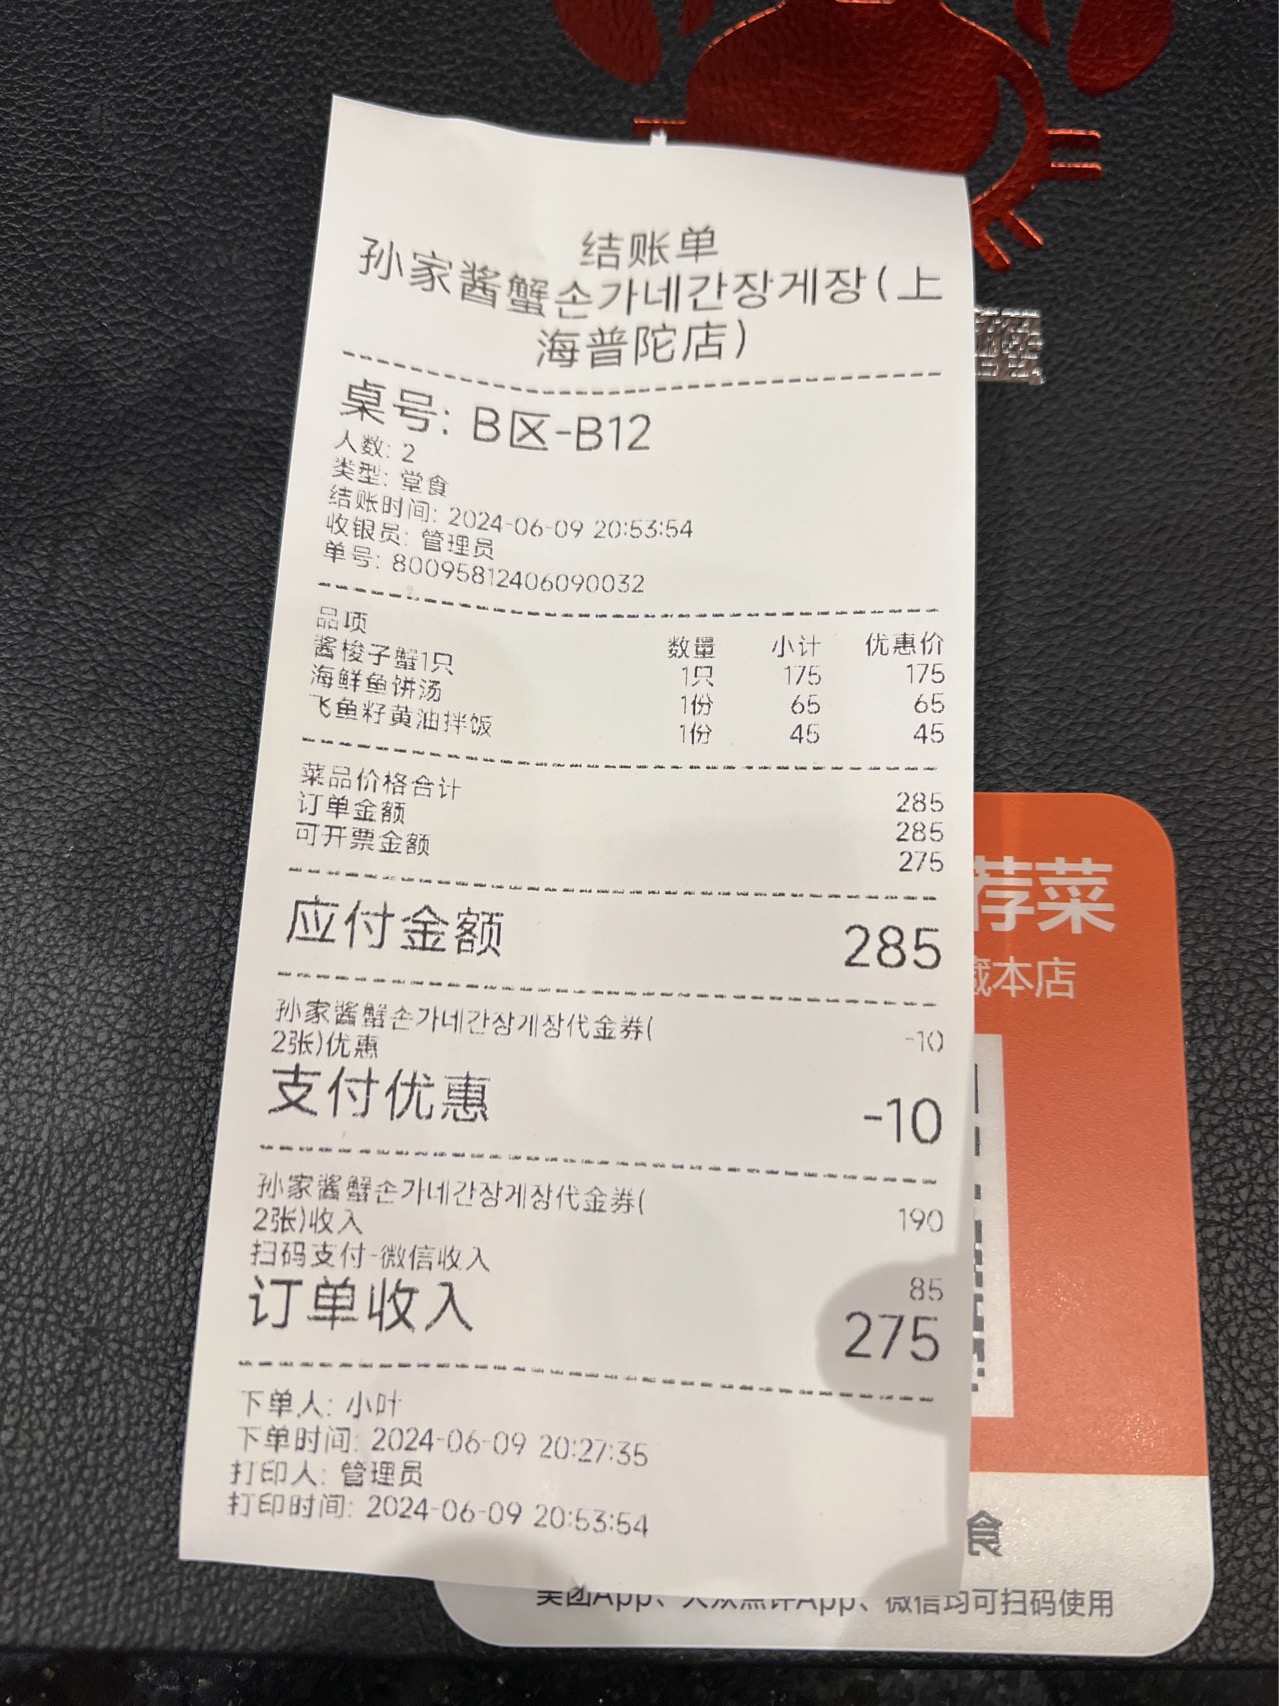 结账单
孙家酱蟹손가네간장게장(上
海普陀店)
桌号: B区-B12
人数: 2
类型: 堂食
结账时间: 2024-06-09 20:53:54
收银员: 管理员
单号: 80095812406090032
品项 数量 小计 优惠价
酱梭子蟹1只 1只 175 175
海鲜鱼饼汤 1份 65 65
飞鱼籽黄油拌饭 1份 45 45
菜品价格合计 285
订单金额 285
可开票金额 275
应付金额 285
孙家酱蟹손가네간장게장代金券(
2张)优惠 -10
支付优惠 -10
孙家酱蟹손가네간장게장代金券(
2张)收入 190
扫码支付-微信收入 85
订单收入 275
下单人: 小叶
下单时间: 2024-06-09 20:27:35
打印人: 管理员
打印时间: 2024-06-09 20:53:54
荐菜
藏本店
食
美团App、大众点评App、微信均可扫码使用